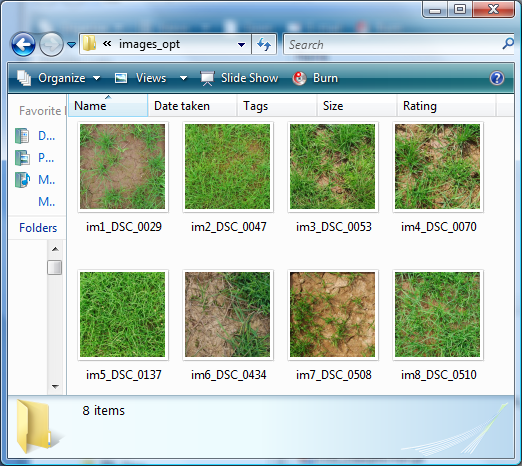 « images_opt
Search
Organize Views Slide Show Burn
Favorite
Name Date taken Tags Size Rating
D...
P...
M...
M...
Folders
im1_DSC_0029 im2_DSC_0047 im3_DSC_0053 im4_DSC_0070
im5_DSC_0137 im6_DSC_0434 im7_DSC_0508 im8_DSC_0510
8 items